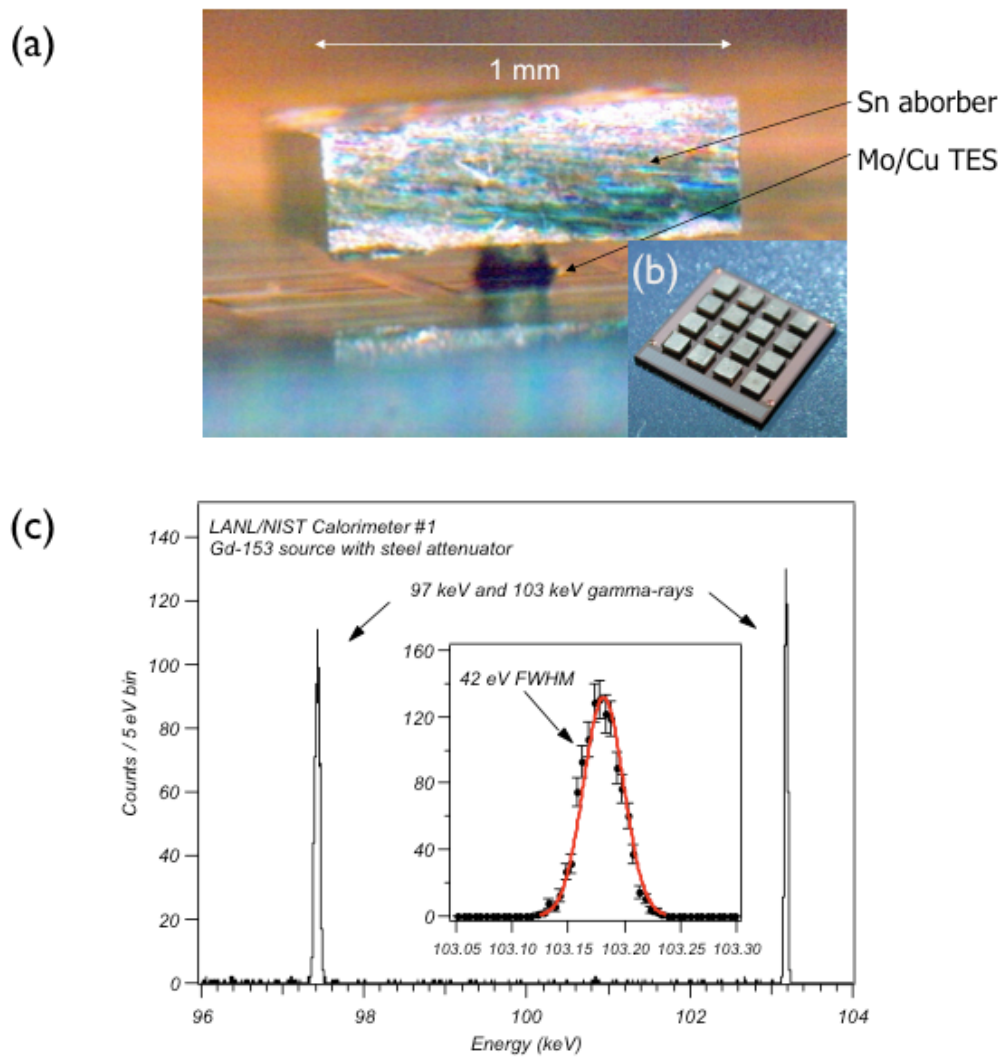 (a)
1 mm
Sn aborber
Mo/Cu TES
(b)
(c)
LANL/NIST Calorimeter #1
Gd-153 source with steel attenuator
97 keV and 103 keV gamma-rays
42 eV FWHM
Counts / 5 eV bin
140
120
100
80
60
40
20
0
160
120
80
40
0
103.05 103.10 103.15 103.20 103.25 103.30
96 98 100 102 104
Energy (keV)